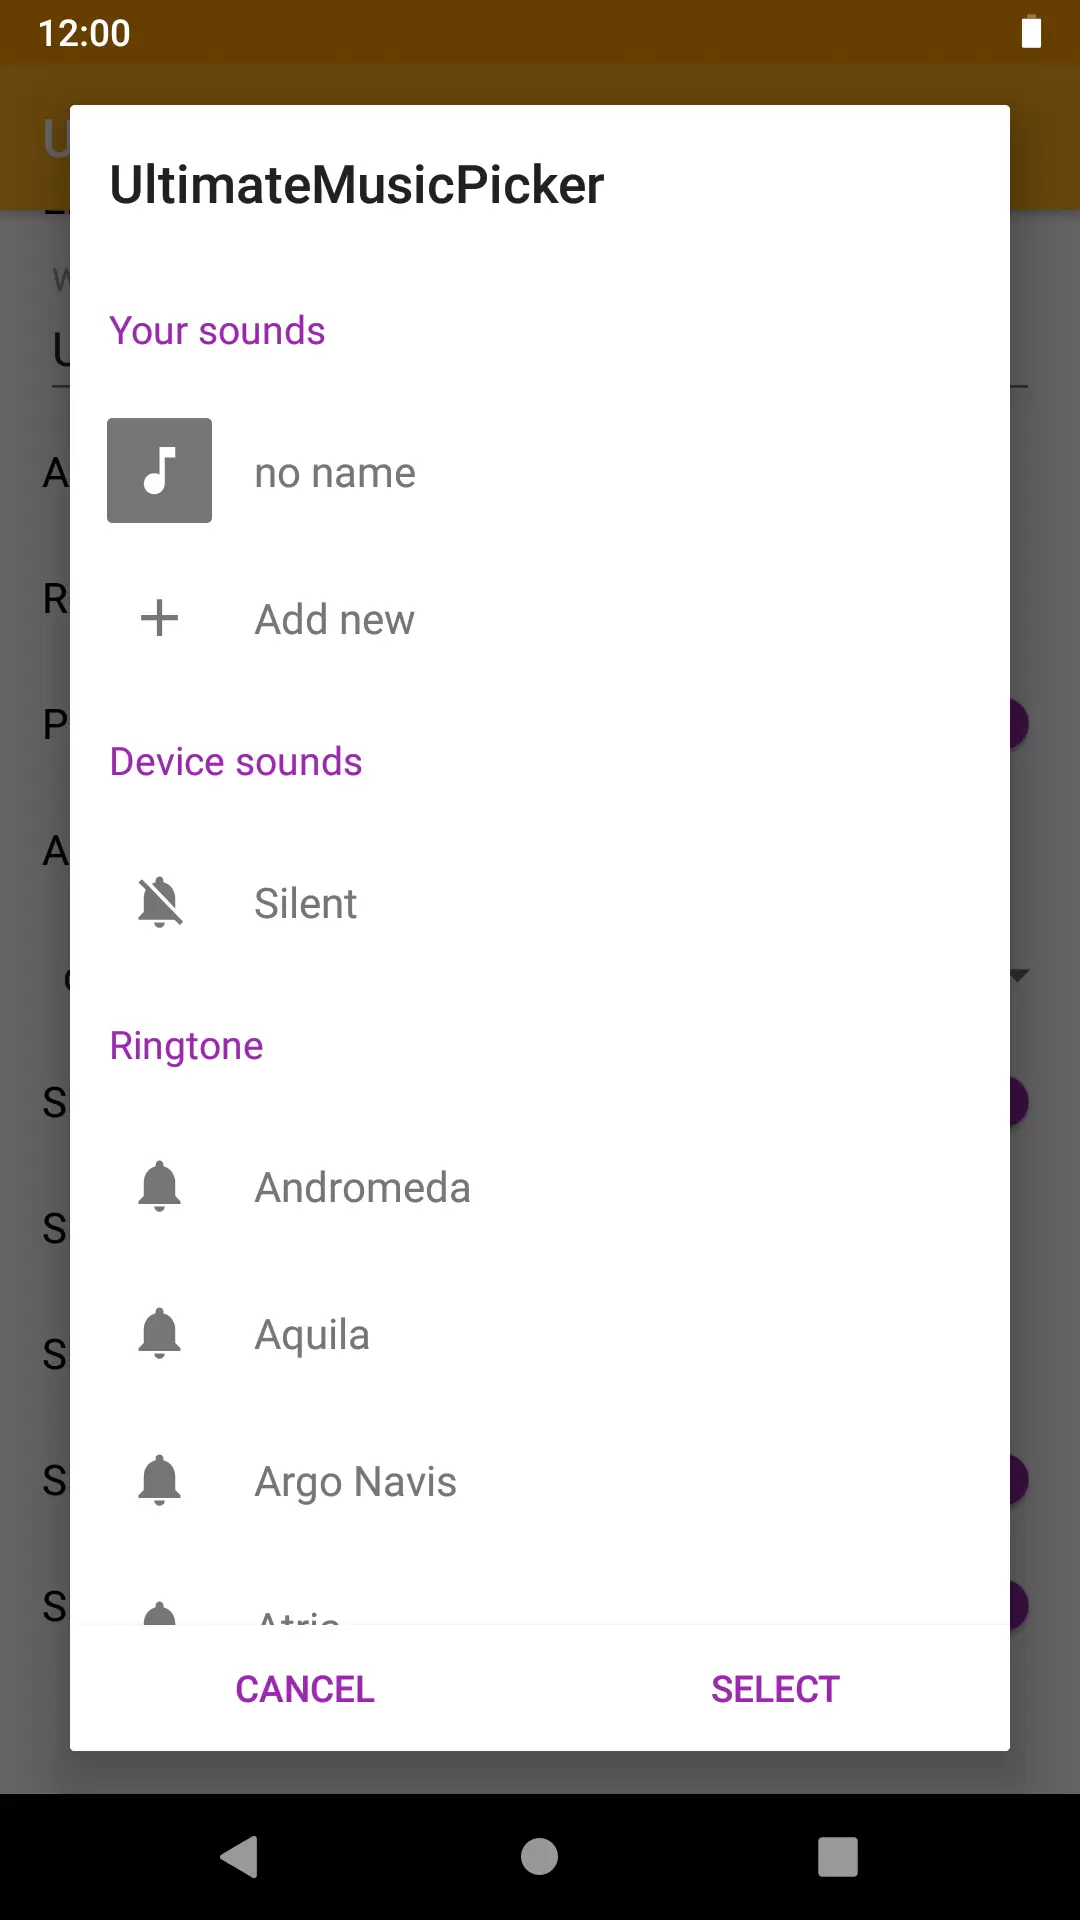 12:00
UltimateMusicPicker
Your sounds
no name
Add new
Device sounds
Silent
Ringtone
Andromeda
Aquila
Argo Navis
CANCEL
SELECT